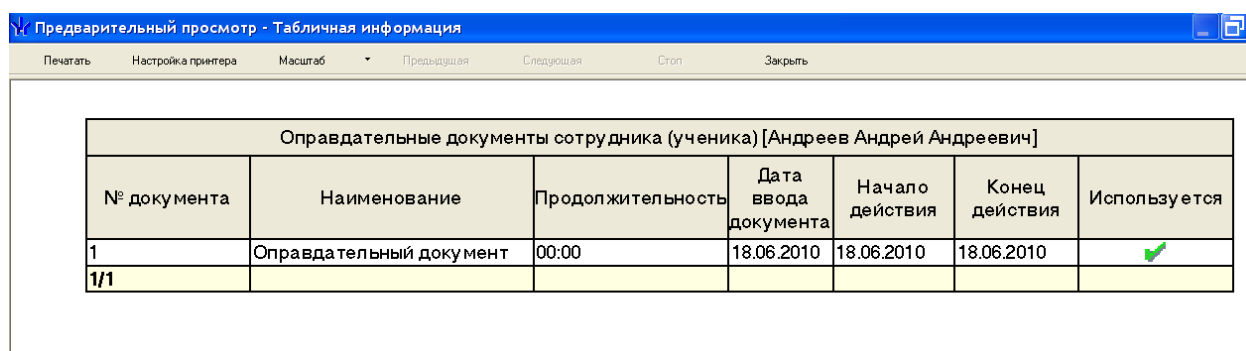 Предварительный просмотр - Табличная информация
Печатать Настройка принтера Масштаб Предыдущая Следующая Стоп Закрыть
Оправдательные документы сотрудника (ученика) [Андреев Андрей Андреевич]
№ документа Наименование Продолжительность Дата ввода документа Начало действия Конец действия Используется
1 Оправдательный документ 00:00 18.06.2010 18.06.2010 18.06.2010
1/1